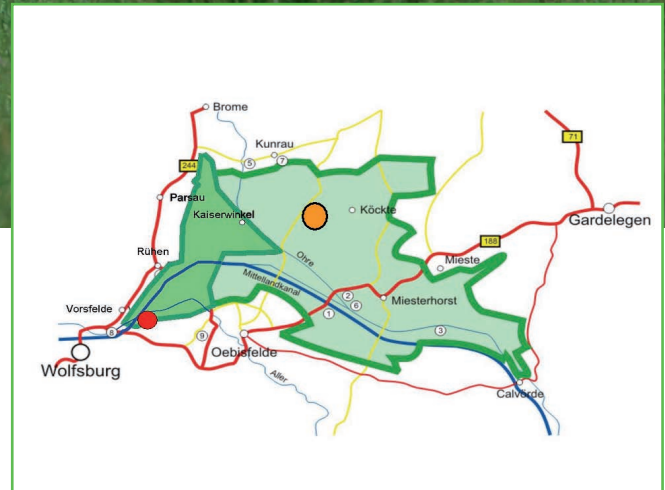 Brome
Kunrau
5
7
244
71
Parsau
Kaiserwinkel
Köckte
Gardelegen
188
Rühen
Ohre
Mieste
Mittellandkanal
2
Miesterhorst
6
Vorsfelde
1
8
9
3
Oebisfelde
Wolfsburg
Aller
Calvörde